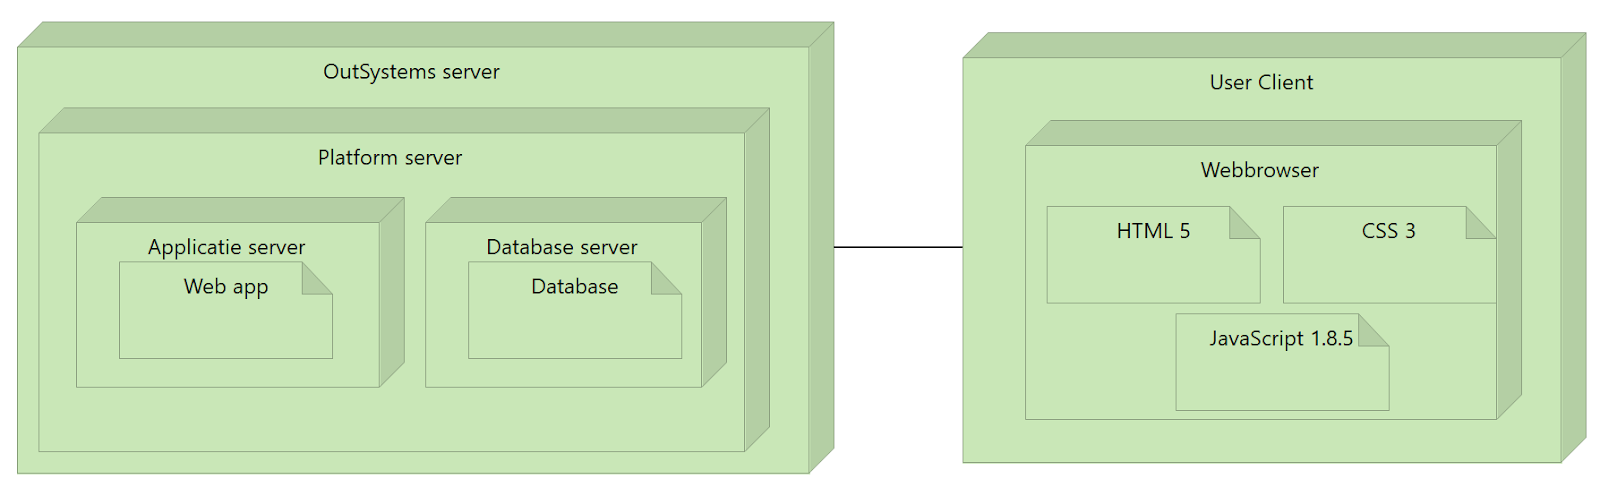 OutSystems server
Platform server
Applicatie server
Web app
Database server
Database
User Client
Webbrowser
HTML 5
CSS 3
JavaScript 1.8.5